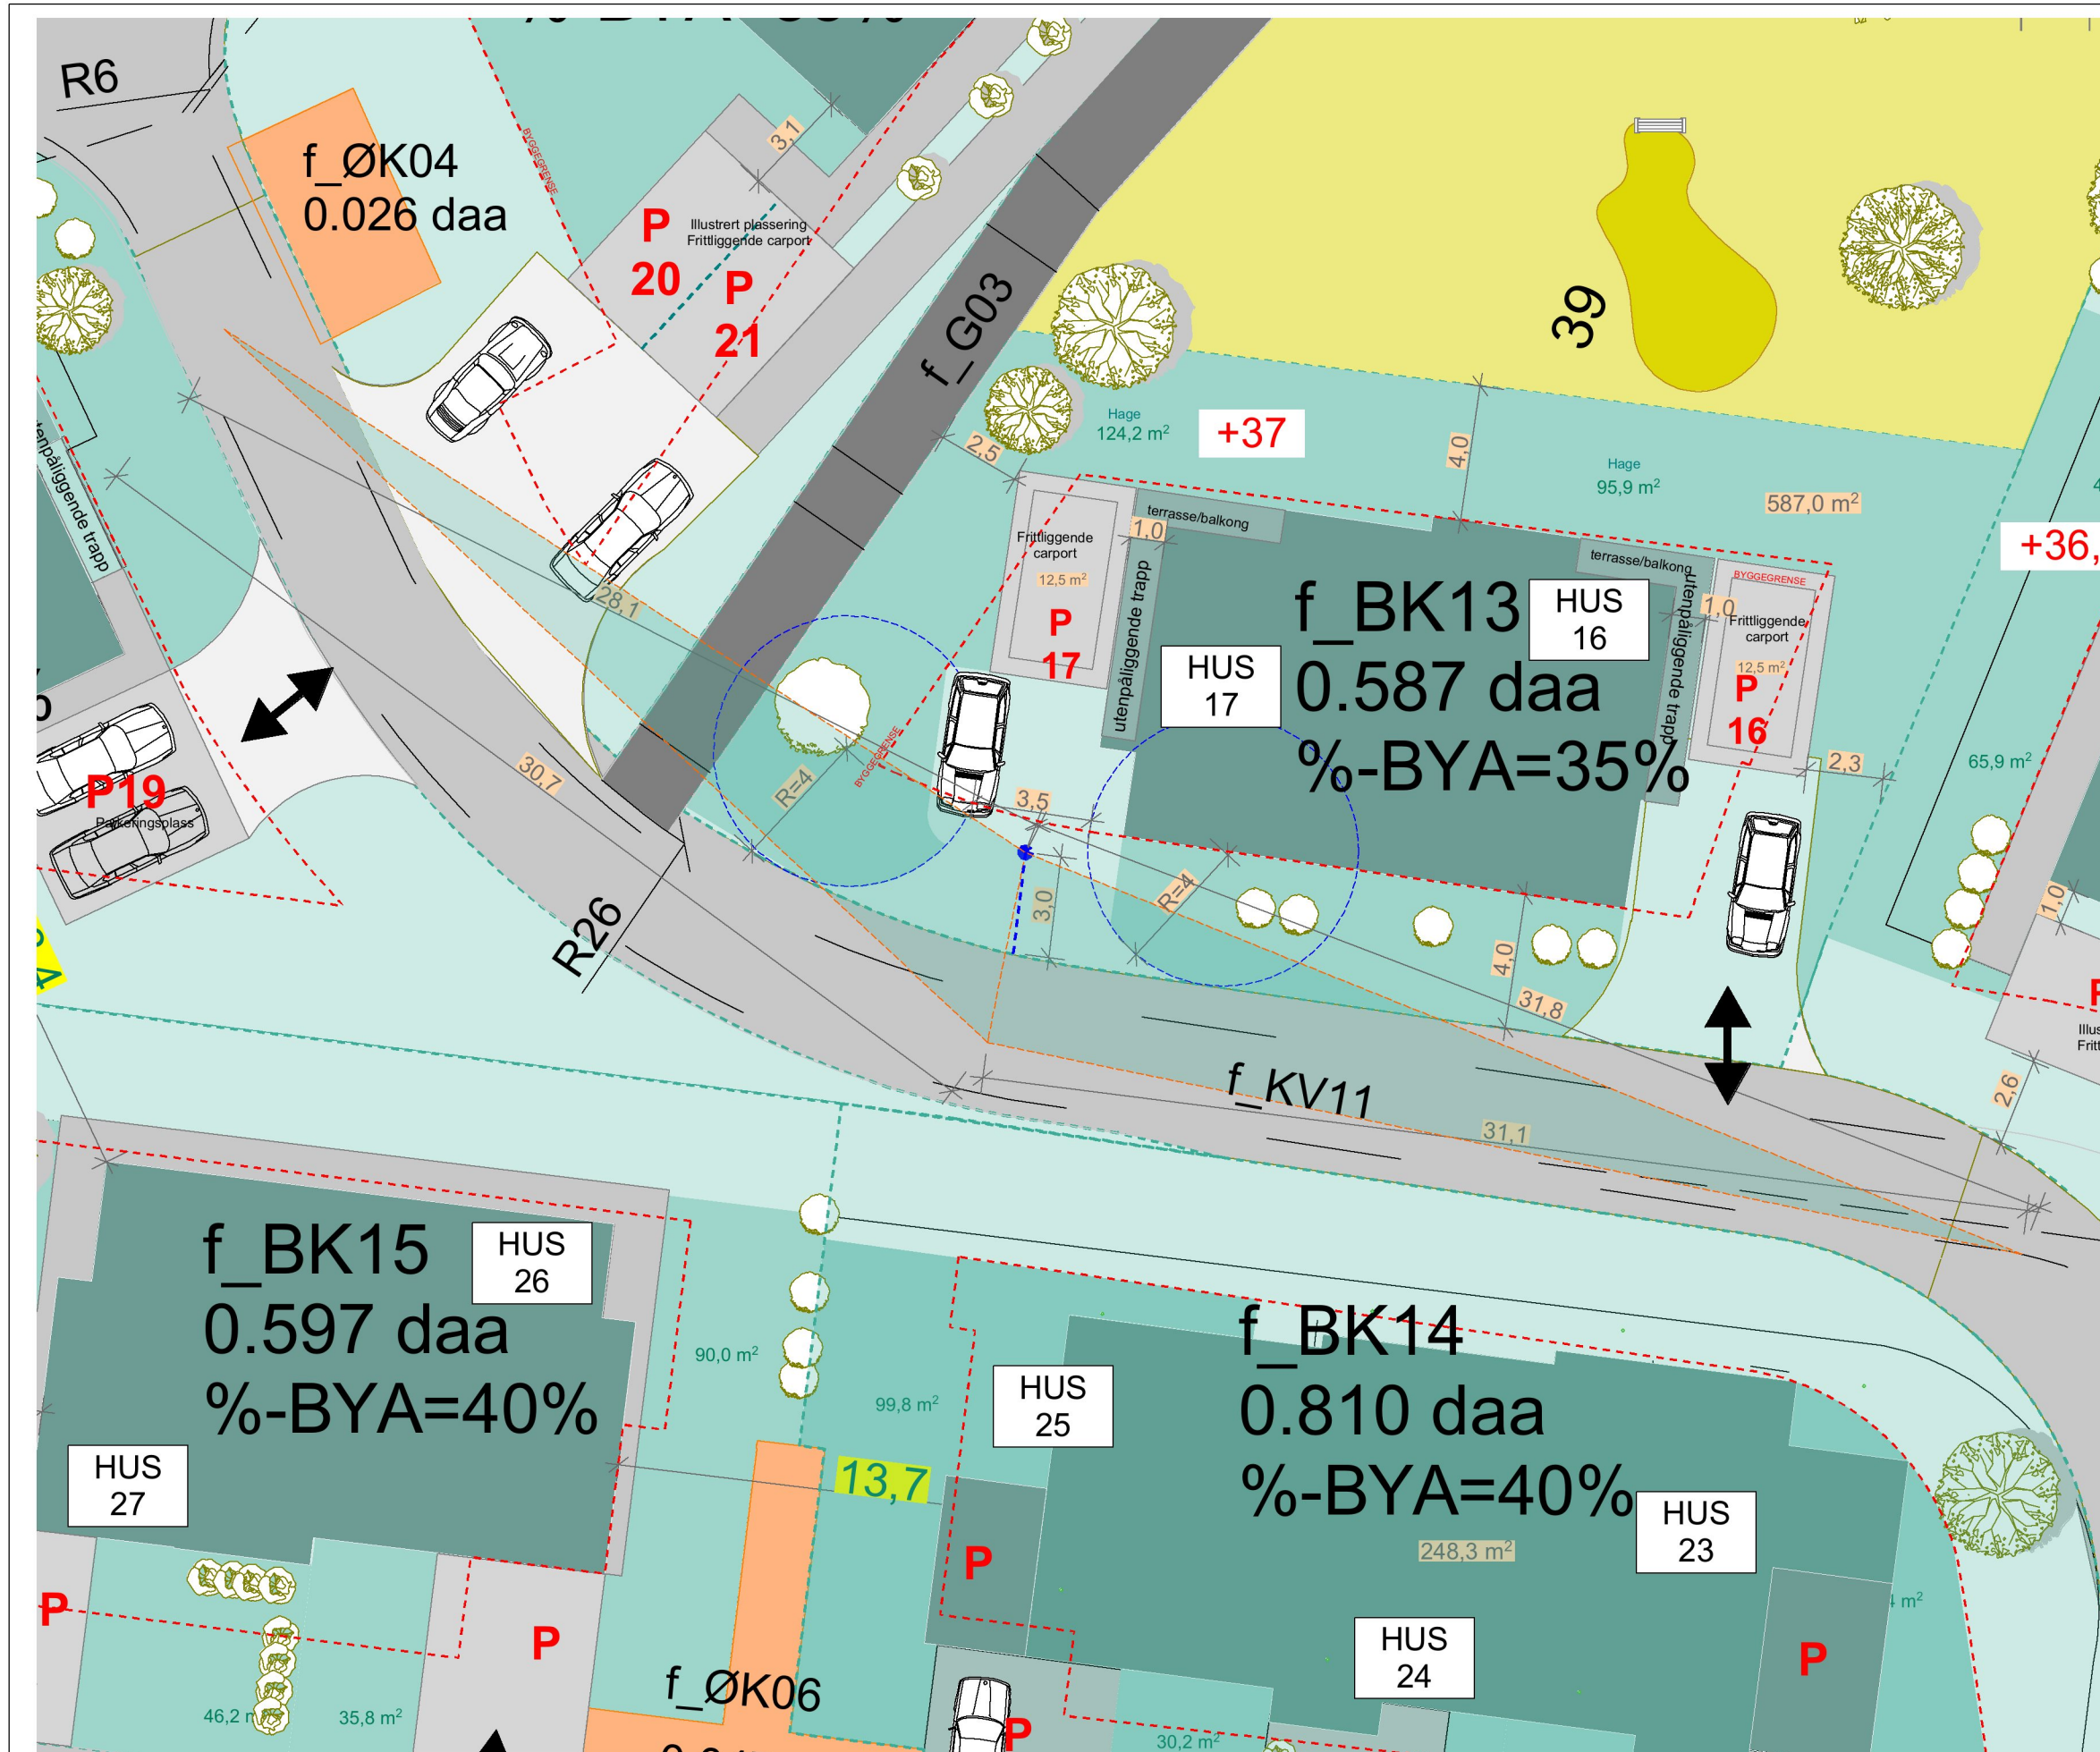 R6
f_ØK04
0.026 daa
BYGGEGRENSE
3,1
P
20
Illustrert plassering
Frittliggende carport
P
21
f_G03
39
Hage
124,2 m²
+37
4,0
Hage
95,9 m²
587,0 m²
+36,
2,5
Frittliggende
carport
12,5 m²
P
17
1,0
terrasse/balkong
utenpåliggende trapp
HUS
17
f_BK13
0.587 daa
%-BYA=35%
HUS
16
terrasse/balkong
utenpåliggende trapp
BYGGEGRENSE
1,0
Frittliggende
carport
12,5 m²
P
16
2,3
65,9 m²
28,1
30,7
P19
Parkeringsplass
BYGGEGRENSE
R=4
3,5
3,0
R=4
4,0
31,8
1,0
R26
f_KV11
31,1
2,6
f_BK15
0.597 daa
%-BYA=40%
HUS
26
HUS
27
90,0 m²
99,8 m²
13,7
HUS
25
f_BK14
0.810 daa
%-BYA=40%
248,3 m²
HUS
23
HUS
24
P
P
P
P
P
46,2
35,8 m²
f_ØK06
30,2 m²